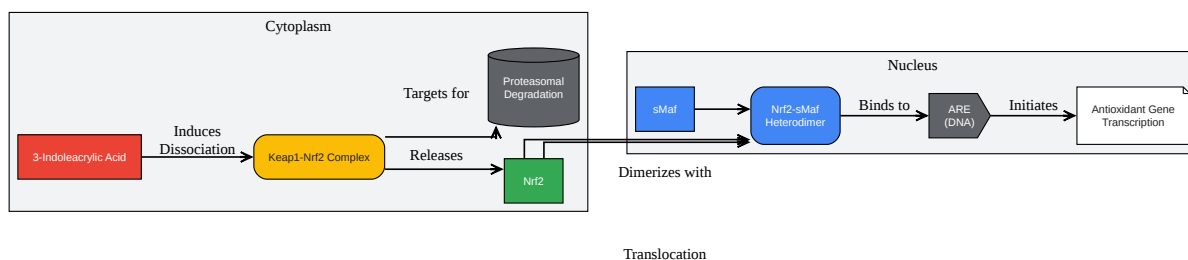 Cytoplasm
3-Indoleacrylic Acid
Induces
Dissociation
Keap1-Nrf2 Complex
Targets for
Proteasomal
Degradation
Releases
Nrf2
Nucleus
sMaf
Dimerizes with
Nrf2-sMaf
Heterodimer
Binds to
ARE
(DNA)
Initiates
Antioxidant Gene
Transcription
Translocation